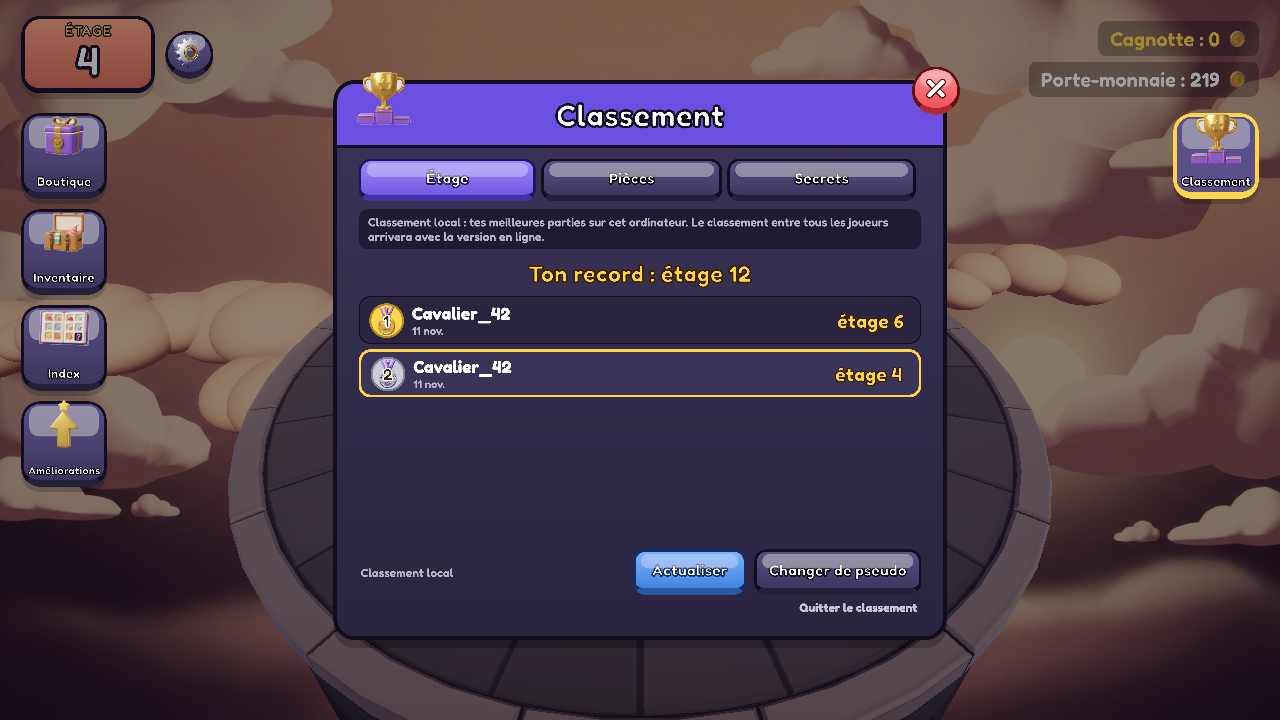 ÉTAGE
4
Cagnotte : 0
Porte-monnaie : 219
Boutique
Inventaire
Index
Améliorations
Classement
Classement
Étage
Pièces
Secrets
Classement local : tes meilleures parties sur cet ordinateur. Le classement entre tous les joueurs
arrivera avec la version en ligne.
Ton record : étage 12
1
Cavalier_42
11 nov.
étage 6
2
Cavalier_42
11 nov.
étage 4
Classement local
Actualiser
Changer de pseudo
Quitter le classement